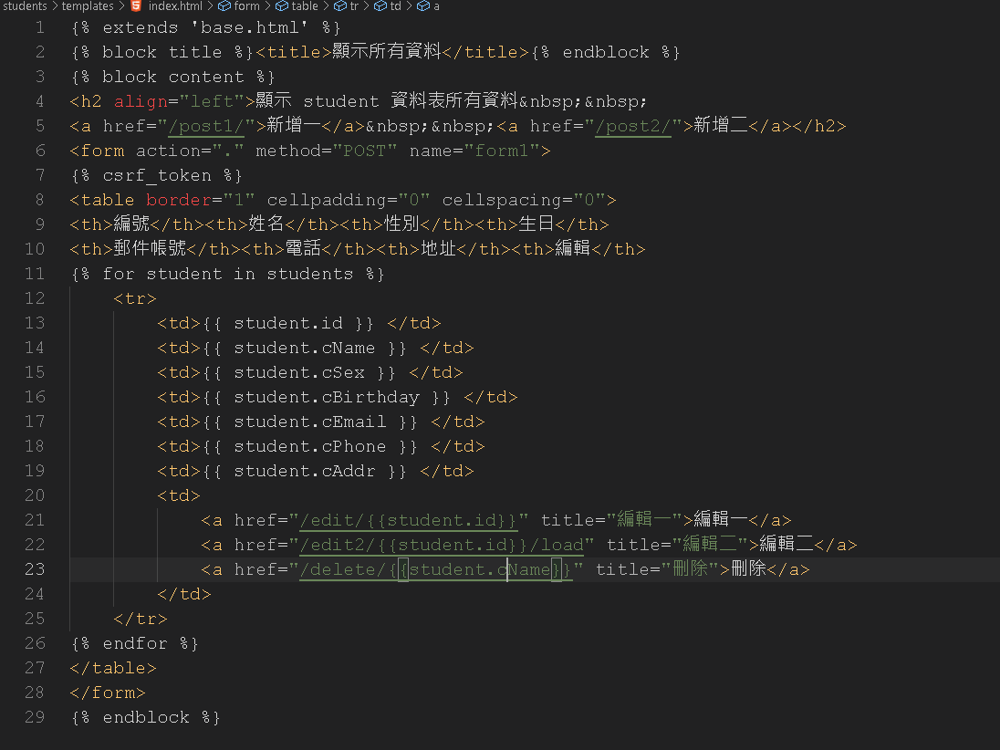 students > templates > index.html > form > table > tr > td > a
1 {% extends 'base.html' %}
2 {% block title %}<title>顯示所有資料</title>{% endblock %}
3 {% block content %}
4 <h2 align="left">顯示 student 資料表所有資料&nbsp;&nbsp;
5 <a href="/post1/">新增一</a>&nbsp;&nbsp;<a href="/post2/">新增二</a></h2>
6 <form action="." method="POST" name="form1">
7 {% csrf_token %}
8 <table border="1" cellpadding="0" cellspacing="0">
9 <th>編號</th><th>姓名</th><th>性別</th><th>生日</th>
10 <th>郵件帳號</th><th>電話</th><th>地址</th><th>編輯</th>
11 {% for student in students %}
12     <tr>
13         <td>{{ student.id }} </td>
14         <td>{{ student.cName }} </td>
15         <td>{{ student.cSex }} </td>
16         <td>{{ student.cBirthday }} </td>
17         <td>{{ student.cEmail }} </td>
18         <td>{{ student.cPhone }} </td>
19         <td>{{ student.cAddr }} </td>
20         <td>
21             <a href="/edit/{{student.id}}" title="編輯一">編輯一</a>
22             <a href="/edit2/{{student.id}}/load" title="編輯二">編輯二</a>
23             <a href="/delete/{{student.cName}}" title="刪除">刪除</a>
24         </td>
25     </tr>
26 {% endfor %}
27 </table>
28 </form>
29 {% endblock %}